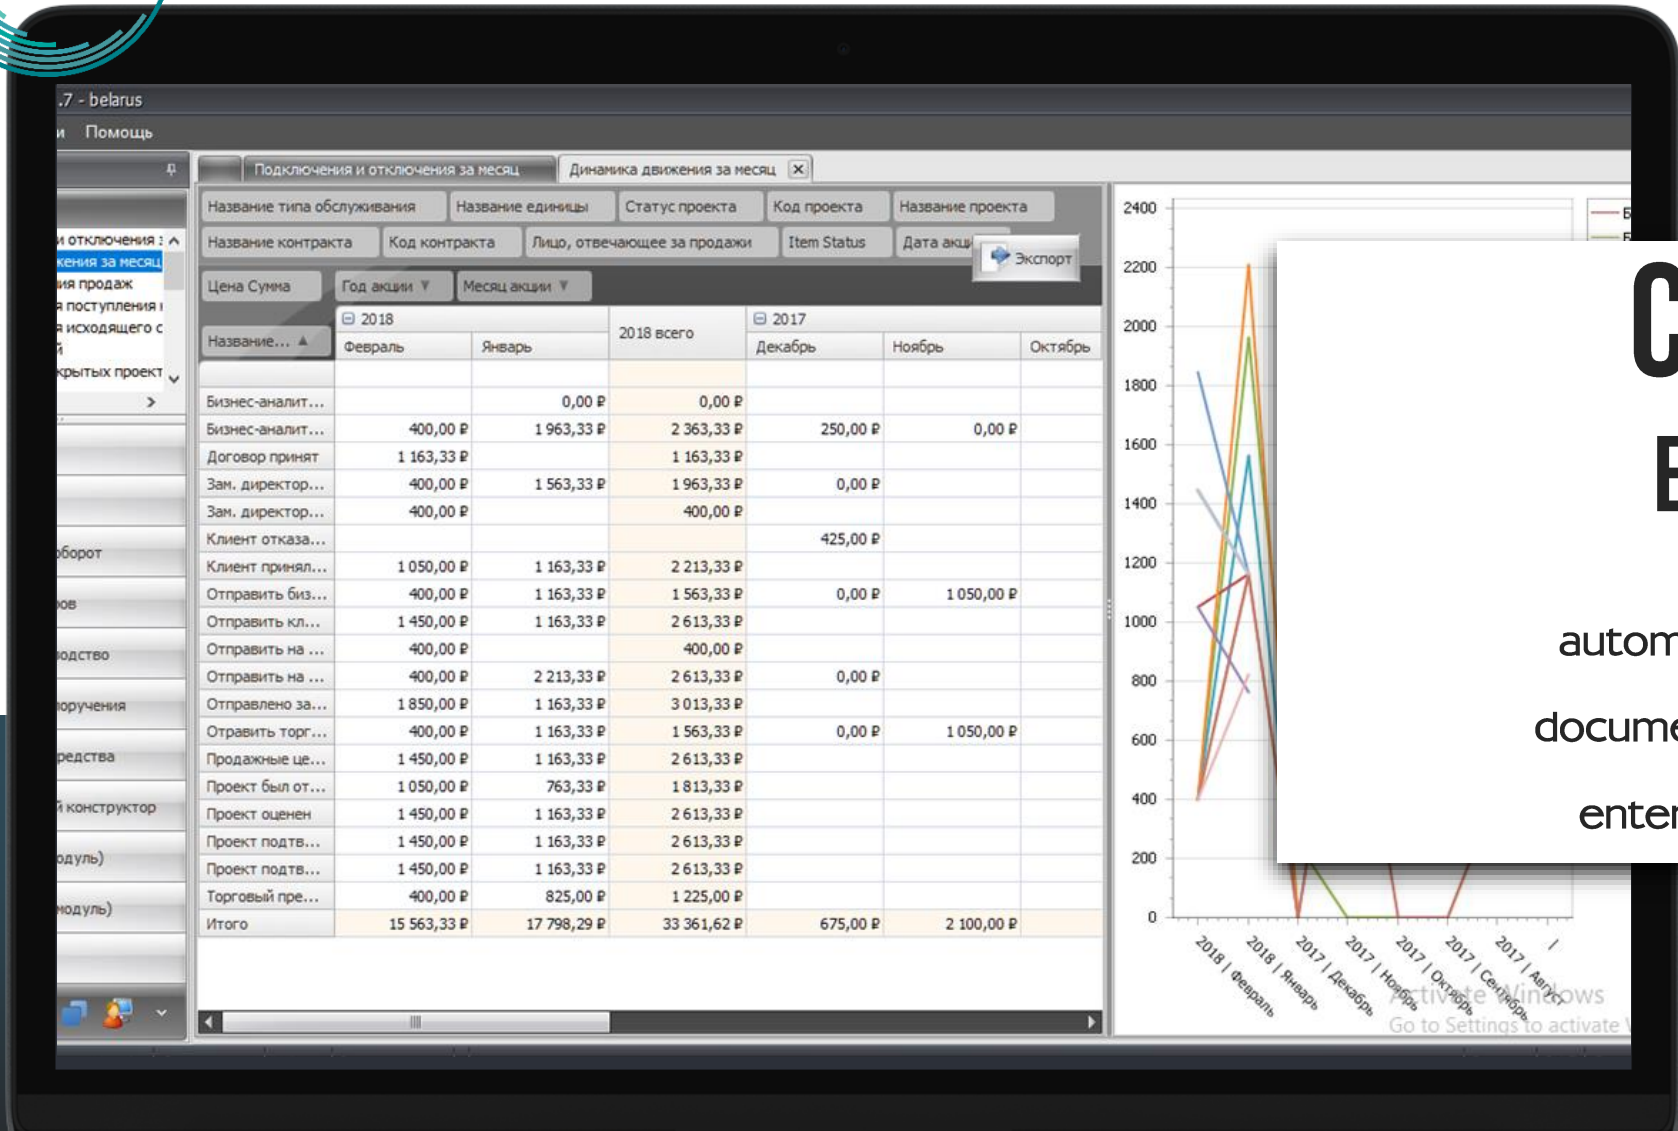 .7 - belarus
и Помощь
Подключения и отключения за месяц Динамика движения за месяц
Название типа обслуживания Название единицы Статус проекта Код проекта Название проекта
Название контракта Код контракта Лицо, отвечающее за продажи Item Status Дата акц
Экспорт
Цена Сумма Год акции Месяц акции
Название...
2018 2018 всего 2017
Февраль Январь Декабрь Ноябрь Октябрь
Бизнес-аналит... 0,00 ₽ 0,00 ₽
Бизнес-аналит... 400,00 ₽ 1 963,33 ₽ 2 363,33 ₽ 250,00 ₽ 0,00 ₽
Договор принят 1 163,33 ₽ 1 163,33 ₽
Зам. директор... 400,00 ₽ 1 563,33 ₽ 1 963,33 ₽ 0,00 ₽
Зам. директор... 400,00 ₽ 400,00 ₽
Клиент отказа... 425,00 ₽
Клиент принял... 1 050,00 ₽ 1 163,33 ₽ 2 213,33 ₽
Отправить биз... 400,00 ₽ 1 163,33 ₽ 1 563,33 ₽ 0,00 ₽ 1 050,00 ₽
Отправить кл... 1 450,00 ₽ 1 163,33 ₽ 2 613,33 ₽
Отправить на ... 400,00 ₽ 400,00 ₽
Отправить на ... 400,00 ₽ 2 213,33 ₽ 2 613,33 ₽ 0,00 ₽
Отправлено за... 1 850,00 ₽ 1 163,33 ₽ 3 013,33 ₽
Отравить торг... 400,00 ₽ 1 163,33 ₽ 1 563,33 ₽ 0,00 ₽ 1 050,00 ₽
Продажные це... 1 450,00 ₽ 1 163,33 ₽ 2 613,33 ₽
Проект был от... 1 050,00 ₽ 763,33 ₽ 1 813,33 ₽
Проект оценен 1 450,00 ₽ 1 163,33 ₽ 2 613,33 ₽
Проект подтв... 1 450,00 ₽ 1 163,33 ₽ 2 613,33 ₽
Проект подтв... 1 450,00 ₽ 1 163,33 ₽ 2 613,33 ₽
Торговый пре... 400,00 ₽ 825,00 ₽ 1 225,00 ₽
Итого 15 563,33 ₽ 17 798,29 ₽ 33 361,62 ₽ 675,00 ₽ 2 100,00 ₽
и отключения з
жения за месяц
ия продаж
я поступления
я исходящего с
й
крытых проект
оборот
ров
водство
поручения
редства
й конструктор
одуль)
модуль)
2400
2200
2000
1800
1600
1400
1200
1000
800
600
400
200
0
2018 | Февраль
2018 | Январь
2017 | Декабрь
2017 | Ноябрь
2017 | Октябрь
2017 | Сентябрь
2017 | Август
Б
C
autom
docume
enter
Activate Windows
Go to Settings to activate